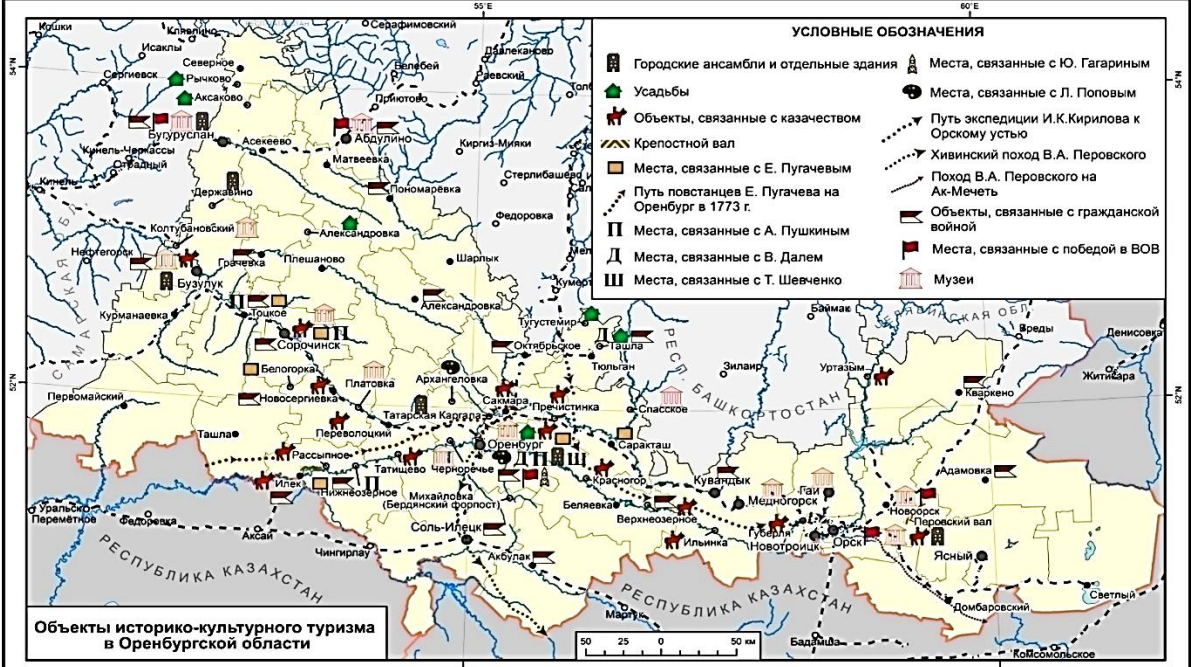 55°E
60°E
54°N
54°N
52°N
52°N
УСЛОВНЫЕ ОБОЗНАЧЕНИЯ
Городские ансамбли и отдельные здания
Усадьбы
Объекты, связанные с казачеством
Крепостной вал
Места, связанные с Е. Пугачевым
Путь повстанцев Е. Пугачева на
Оренбург в 1773 г.
П Места, связанные с А. Пушкиным
Д Места, связанные с В. Далем
Ш Места, связанные с Т. Шевченко
Места, связанные с Ю. Гагариным
Места, связанные с Л. Поповым
Путь экспедиции И.К.Кирилова к
Орскому устью
Хивинский поход В.А. Перовского
Поход В.А. Перовского на
Ак-Мечеть
Объекты, связанные с гражданской
войной
Места, связанные с победой в ВОВ
Музеи
Кошки
Клявлино
Серафимовский
Исаклы
Северное
Давлеканово
Белебей
Раевский
Сергиевск
Рычково
Аксаково
Приютово
Бугуруслан
Абдулино
Асекеево
Киргиз-Мияки
Кинель-Черкассы
Отрадный
Матвеевка
Кинель
Стерлибашево
Державино
Пономарёвка
Федоровка
Колтубановский
Александровка
Нефтегорск
Грачевка
Плешаново
Шарлык
Бузулук
П
Курманаевка
Тоцкое
Александровка
Тугустемир
Д
Ташла
Баймак
ЧЕЛЯБИНСКАЯ ОБЛ.
Бреды
Денисовка
Сорочинск
П
Октябрьское
Тюльган
Зилаир
Уртазым
Житикара
Белогорка
Платовка
Архангеловка
РЕСП. БАШКОРТОСТАН
САМАРСКАЯ ОБЛ.
Первомайский
Новосергиевка
Сакмара
Пречистинка
Спасское
Кваркено
Татарская Каргала
Ташла
Переволоцкий
Оренбург
Саракташ
Рассыпное
Татищево
Черноречье
Д П Ш
Илек
Нижнеозерное
П
Красногор
Кувандык
Медногорск
Гай
Адамовка
Новоорск
Михайловка
(Бердянский форпост)
Беляевка
Верхнеозерное
Губерля
Перовский вал
Уральск
Перемётное
Федоровка
Аксай
Соль-Илецк
Ильинка
Новотроицк
Орск
Ясный
Чингирлау
Акбулак
РЕСПУБЛИКА КАЗАХСТАН
РЕСПУБЛИКА КАЗАХСТАН
Мартук
Домбаровский
Светлый
Бадамша
Комсомольское
Объекты историко-культурного туризма
в Оренбургской области
50 25 0 50 км